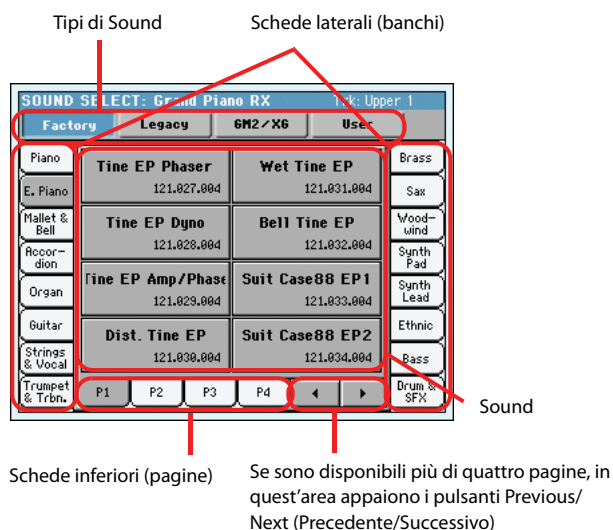 Tipi di Sound
Schede laterali (banchi)
SOUND SELECT: Grand Piano RX
Trk: Upper 1
Factory
Legacy
GM2/XG
User
Piano
Tine EP Phaser
121.027.004
Wet Tine EP
121.031.004
Brass
E. Piano
Sax
Mallet &
Bell
Tine EP Dyno
121.028.004
Bell Tine EP
121.032.004
Wood-
wind
Accor-
dion
Synth
Pad
Organ
Tine EP Amp/Phase
121.029.004
Suit Case88 EP1
121.033.004
Synth
Lead
Guitar
Ethnic
Dist. Tine EP
121.030.004
Suit Case88 EP2
121.034.004
Strings
& Vocal
Bass
Trumpet
& Trbn.
P1
P2
P3
P4
Drum &
SFX
Sound
Schede inferiori (pagine)
Se sono disponibili più di quattro pagine, in
quest'area appaiono i pulsanti Previous/
Next (Precedente/Successivo)